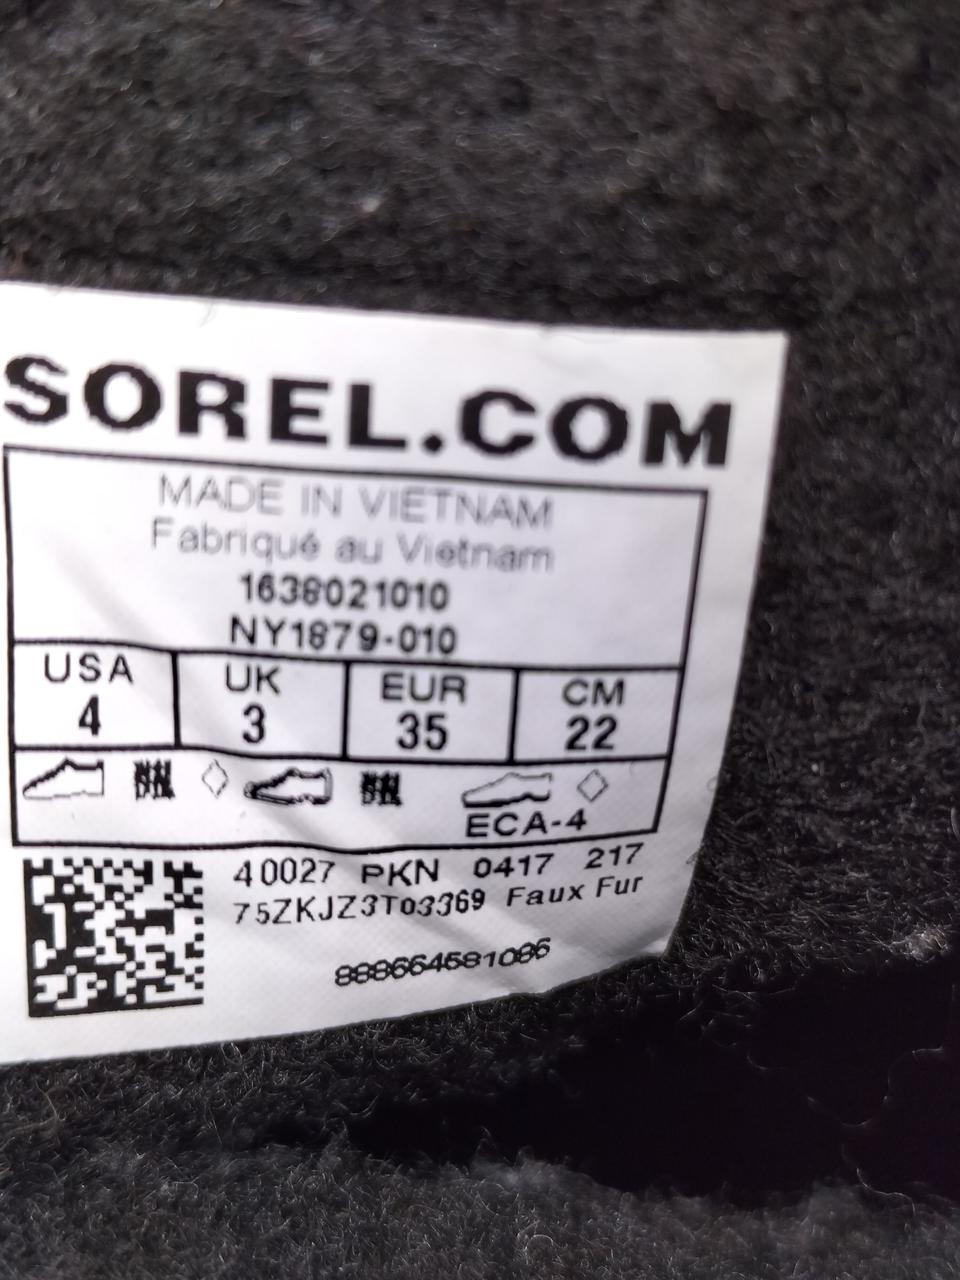 SOREL.COM
MADE IN VIETNAM
Fabriqué au Vietnam
1638021010
NY1879-010
USA UK EUR CM
4 3 35 22
ECA-4
40027 PKN 0417 217
75ZKJZ3T03369 Faux Fur
888664581086